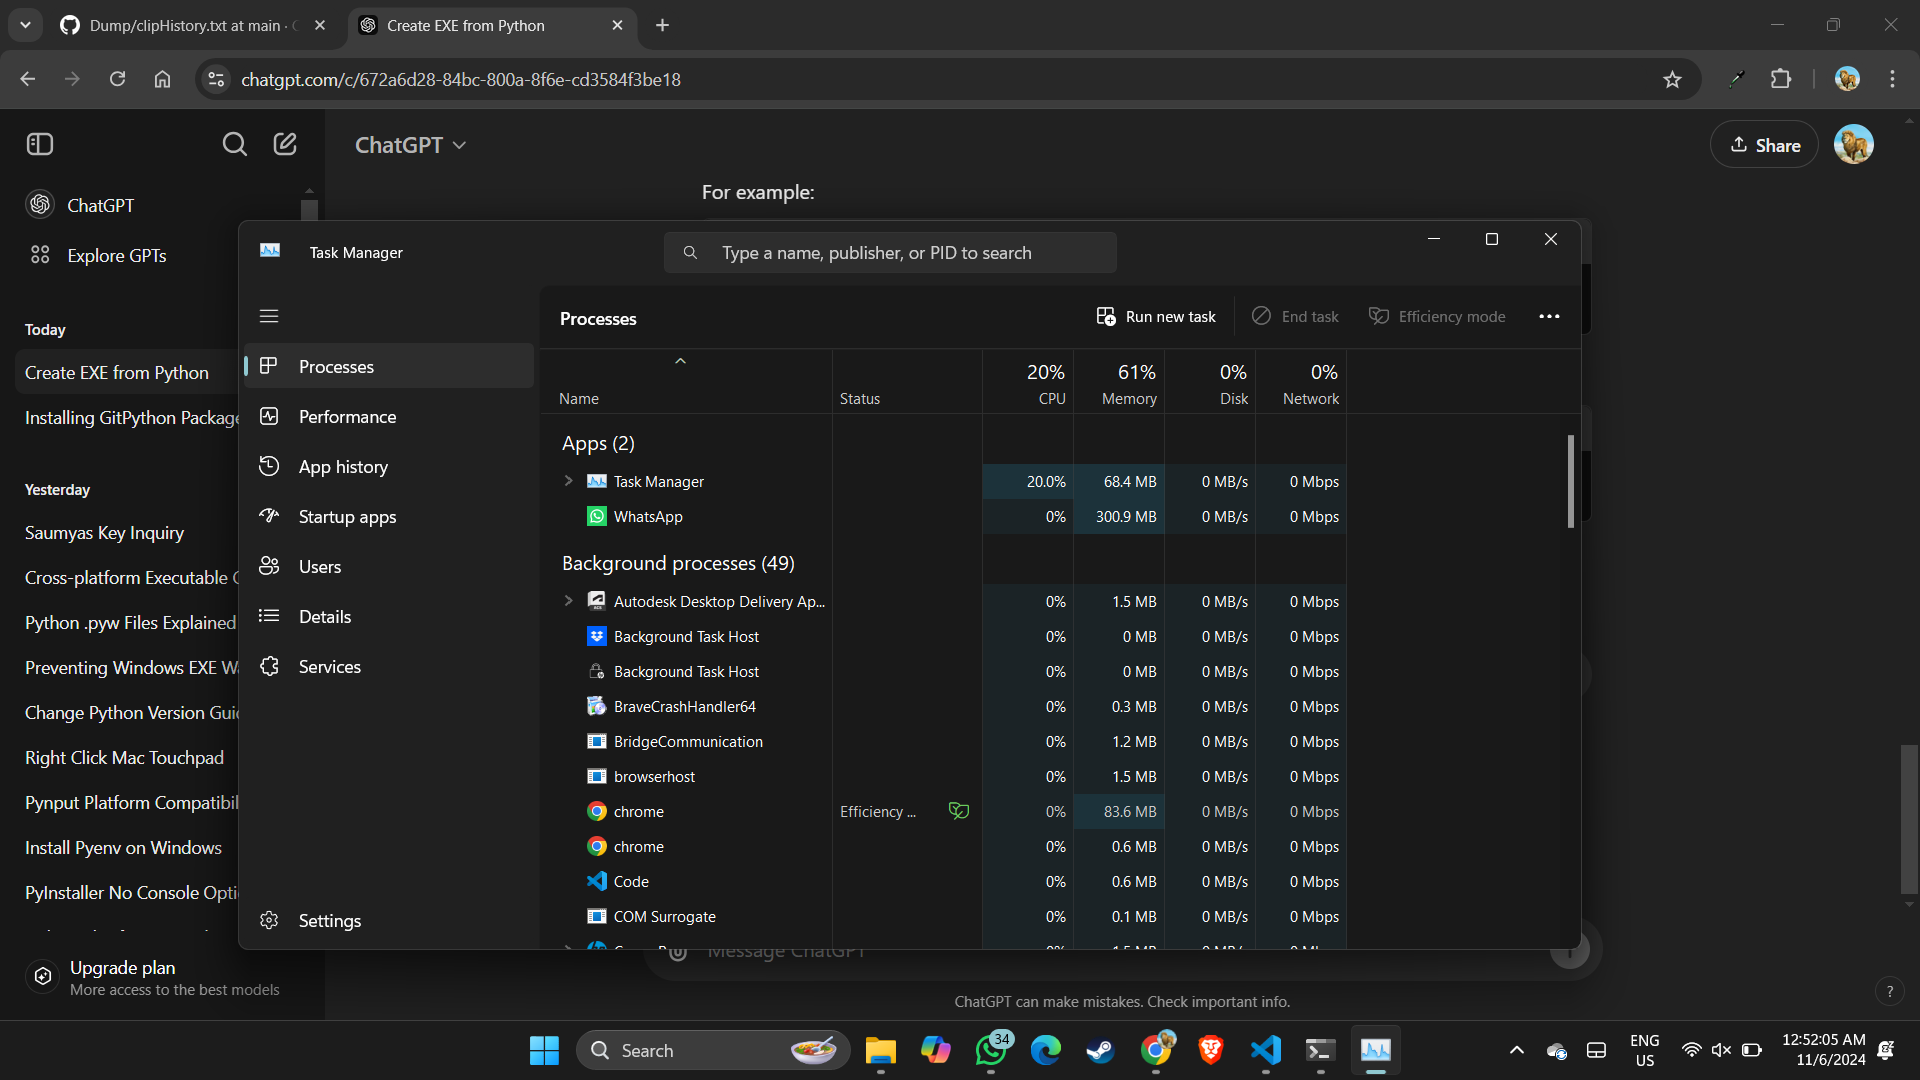 Dump/clipHistory.txt at main ·
Create EXE from Python
chatgpt.com/c/672a6d28-84bc-800a-8f6e-cd3584f3be18
ChatGPT
Share
ChatGPT
Explore GPTs
Today
Create EXE from Python
Installing GitPython Package
Yesterday
Saumyas Key Inquiry
Cross-platform Executable
Python .pyw Files Explained
Preventing Windows EXE
Change Python Version
Right Click Mac Touchpad
Pynput Platform
Install Pyenv on Windows
PyInstaller No Console
Upgrade plan
More access to the best models
For example:
Task Manager
Type a name, publisher, or PID to search
Processes
Performance
App history
Startup apps
Users
Details
Services
Settings
Processes
Run new task
End task
Efficiency mode
20% 61% 0% 0%
Name Status CPU Memory Disk Network
Apps (2)
Task Manager 20.0% 68.4 MB 0 MB/s 0 Mbps
WhatsApp 0% 300.9 MB 0 MB/s 0 Mbps
Background processes (49)
Autodesk Desktop Delivery Ap... 0% 1.5 MB 0 MB/s 0 Mbps
Background Task Host 0% 0 MB 0 MB/s 0 Mbps
Background Task Host 0% 0 MB 0 MB/s 0 Mbps
BraveCrashHandler64 0% 0.3 MB 0 MB/s 0 Mbps
BridgeCommunication 0% 1.2 MB 0 MB/s 0 Mbps
browserhost 0% 1.5 MB 0 MB/s 0 Mbps
chrome Efficiency ... 0% 83.6 MB 0 MB/s 0 Mbps
chrome 0% 0.6 MB 0 MB/s 0 Mbps
Code 0% 0.6 MB 0 MB/s 0 Mbps
COM Surrogate 0% 0.1 MB 0 MB/s 0 Mbps
Message ChatGPT
ChatGPT can make mistakes. Check important info.
?
Search
34
ENG
US
12:52:05 AM
11/6/2024